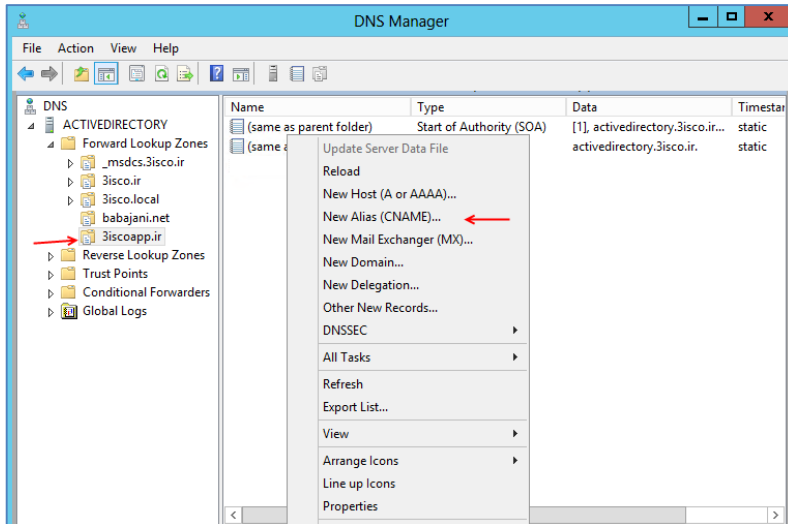 DNS Manager
File Action View Help
DNS
ACTIVEDIRECTORY
Forward Lookup Zones
_msdcs.3isco.ir
3isco.ir
3isco.local
babajani.net
3iscoapp.ir
Reverse Lookup Zones
Trust Points
Conditional Forwarders
Global Logs
Name Type Data Timestar
(same as parent folder) Start of Authority (SOA) [1], activedirectory.3isco.ir... static
(same a activedirectory.3isco.ir. static
Update Server Data File
Reload
New Host (A or AAAA)...
New Alias (CNAME)...
New Mail Exchanger (MX)...
New Domain...
New Delegation...
Other New Records...
DNSSEC
All Tasks
Refresh
Export List...
View
Arrange Icons
Line up Icons
Properties